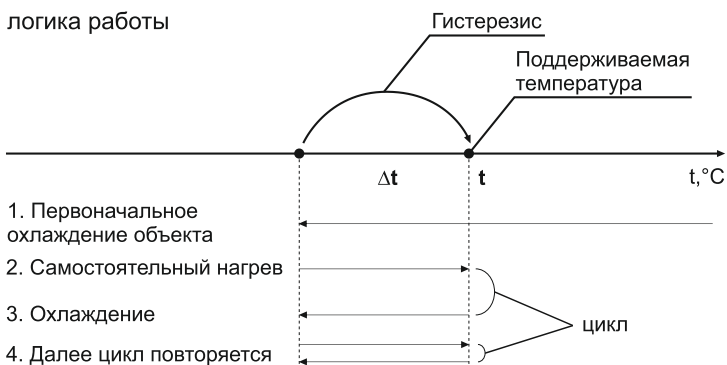 логика работы
Гистерезис
Поддерживаемая
температура
Δt
t
t,°C
1. Первоначальное
охлаждение объекта
2. Самостоятельный нагрев
3. Охлаждение
цикл
4. Далее цикл повторяется